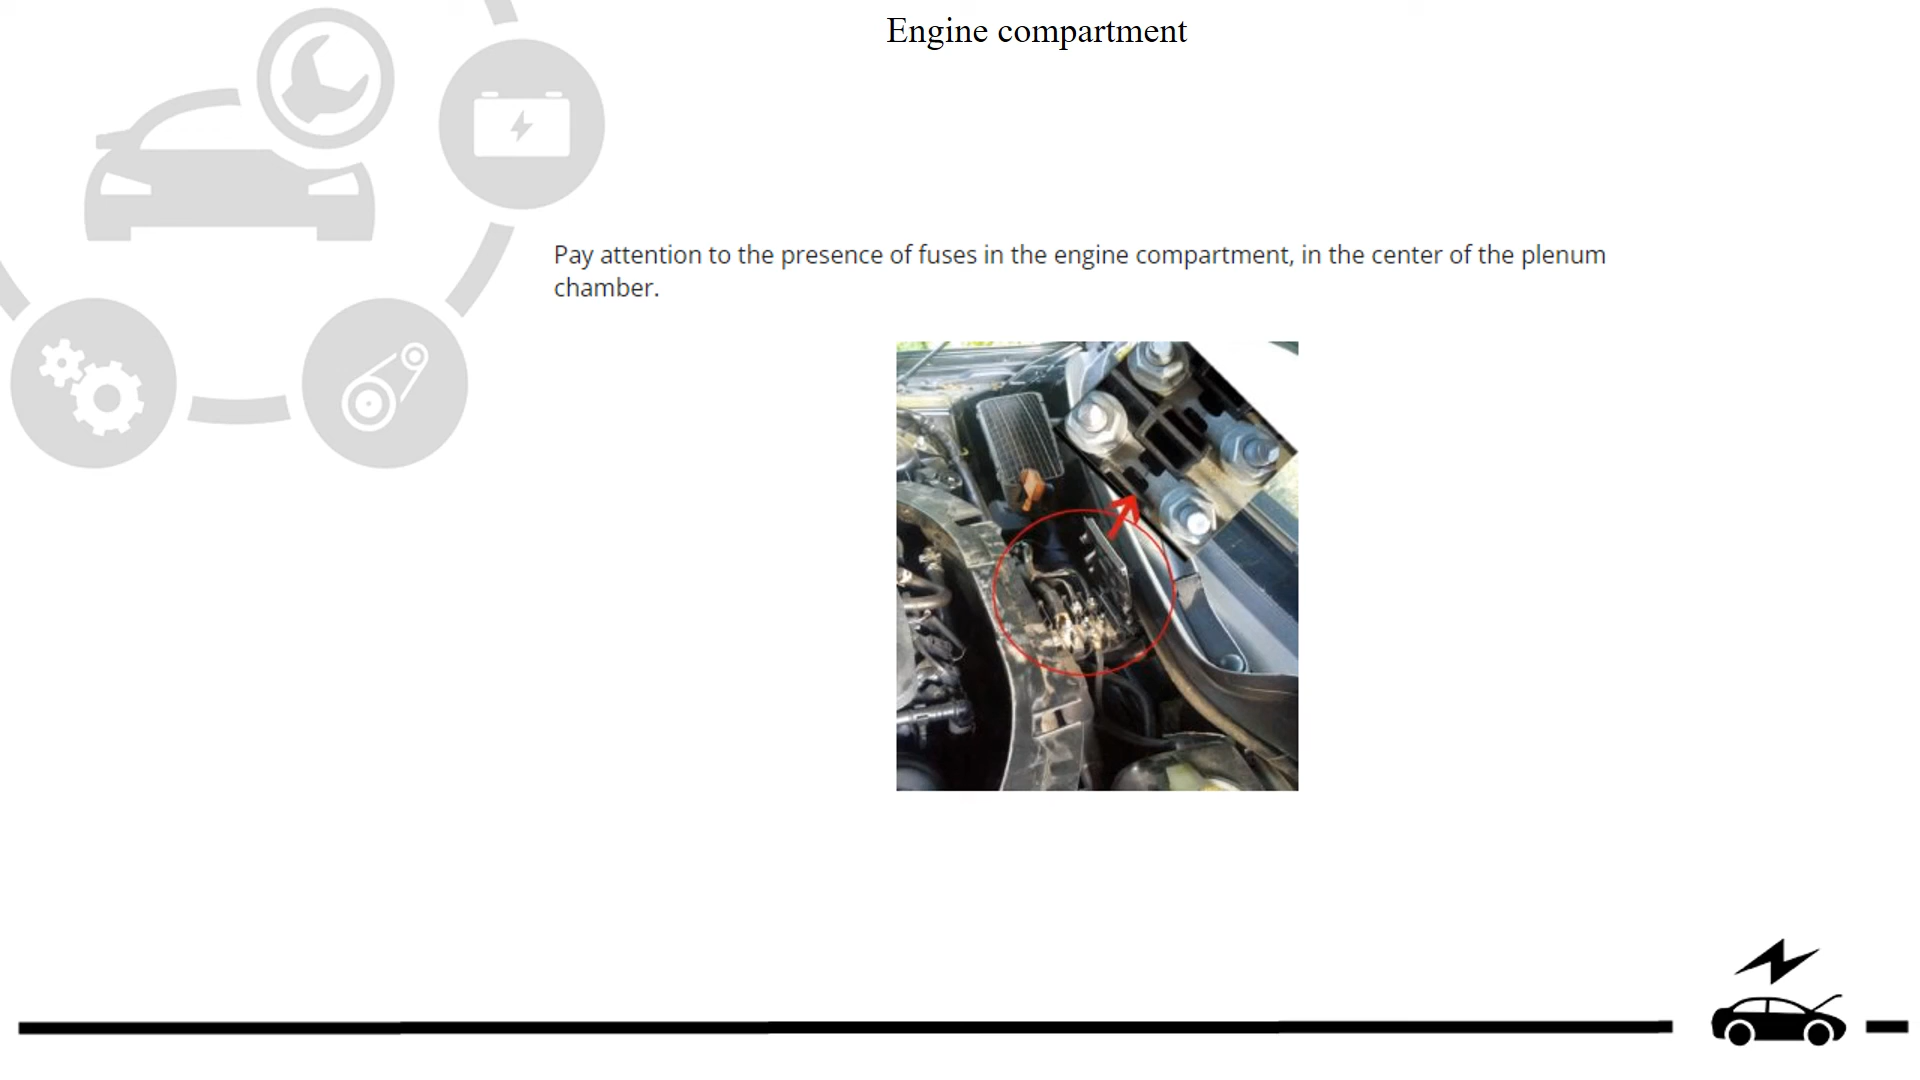 Engine compartment
Pay attention to the presence of fuses in the engine compartment, in the center of the plenum
chamber.